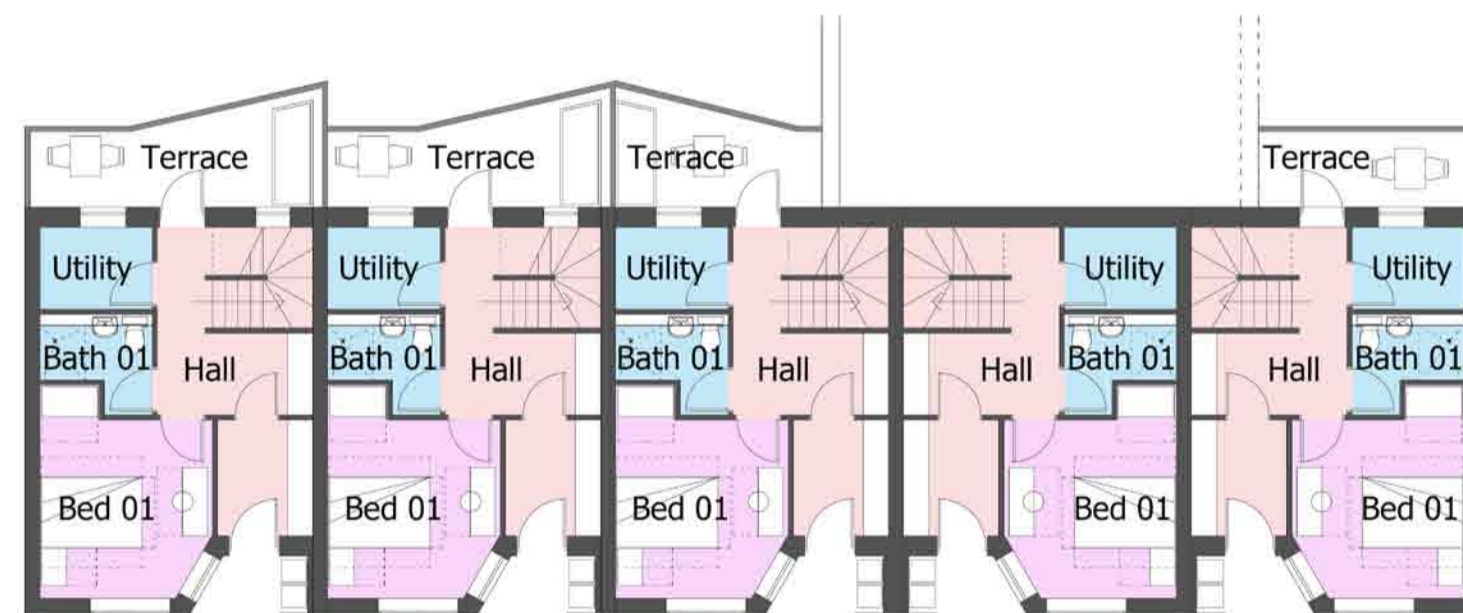 Terrace Terrace Terrace Terrace
Utility Utility Utility Utility Utility
Bath 01 Hall Bath 01 Hall Bath 01 Hall Hall Bath 01 Hall Bath 01
Bed 01 Bed 01 Bed 01 Bed 01 Bed 01